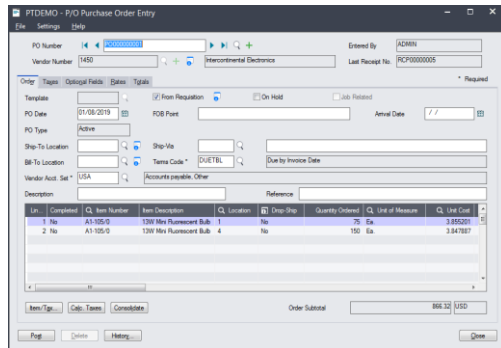 PTDEMO - P/O Purchase Order Entry
File Settings Help
PO Number PO0000000001 Entered By ADMIN
Vendor Number 1450 Intercontinental Electronics Last Receipt No. RCP00000005
Order Taxes Optional Fields Rates Totals * Required
Template From Requisition On Hold Job Related
PO Date 01/08/2019 FOB Point Arrival Date / /
PO Type Active
Ship-To Location Ship-Via
Bill-To Location Terms Code * DUETBL Due by Invoice Date
Vendor Acct. Set * USA Accounts payable, Other
Description Reference
Lin... Completed Item Number Item Description Location Drop-Ship Quantity Ordered Unit of Measure Unit Cost
1 No A1-105/0 13W Mini Fluorescent Bulb 1 No 75 Ea. 3.855201
2 No A1-105/0 13W Mini Fluorescent Bulb 4 No 150 Ea. 3.847887
Item/Tax... Calc. Taxes Consolidate Order Subtotal 866.32 USD
Post Delete History... Close